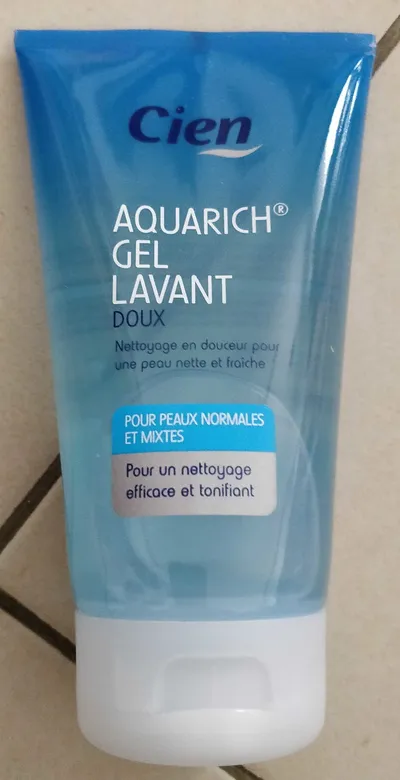 Cien
AQUARICH®
GEL
LAVANT
DOUX
Nettoyage en douceur pour
une peau nette et fraîche
POUR PEAUX NORMALES
ET MIXTES
Pour un nettoyage
efficace et tonifiant